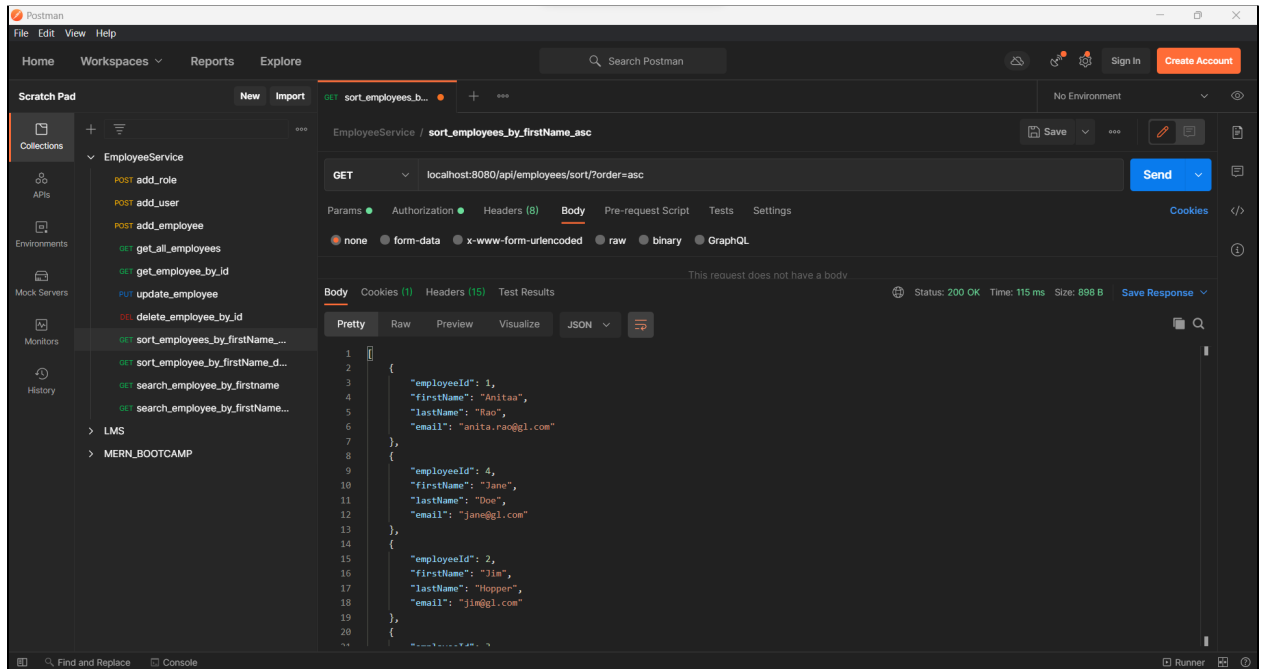 Postman
File Edit View Help
Home Workspaces Reports Explore Search Postman Sign In Create Account
Scratch Pad New Import GET sort_employees_b... No Environment
Collections
APIs
Environments
Mock Servers
Monitors
History
EmployeeService
POST add_role
POST add_user
POST add_employee
GET get_all_employees
GET get_employee_by_id
PUT update_employee
DEL delete_employee_by_id
GET sort_employees_by_firstName_...
GET sort_employee_by_firstName_d...
GET search_employee_by_firstname
GET search_employee_by_firstName...
LMS
MERN_BOOTCAMP
EmployeeService / sort_employees_by_firstName_asc Save
GET localhost:8080/api/employees/sort/?order=asc Send
Params Authorization Headers (8) Body Pre-request Script Tests Settings Cookies
none form-data x-www-form-urlencoded raw binary GraphQL
This request does not have a body
Body Cookies (1) Headers (15) Test Results Status: 200 OK Time: 115 ms Size: 898 B Save Response
Pretty Raw Preview Visualize JSON
1 [
2 {
3 "employeeId": 1,
4 "firstName": "Anitaa",
5 "lastName": "Rao",
6 "email": "anita.rao@gl.com"
7 },
8 {
9 "employeeId": 4,
10 "firstName": "Jane",
11 "lastName": "Doe",
12 "email": "jane@gl.com"
13 },
14 {
15 "employeeId": 2,
16 "firstName": "Jim",
17 "lastName": "Hopper",
18 "email": "jim@gl.com"
19 },
20 {
Find and Replace Console Runner